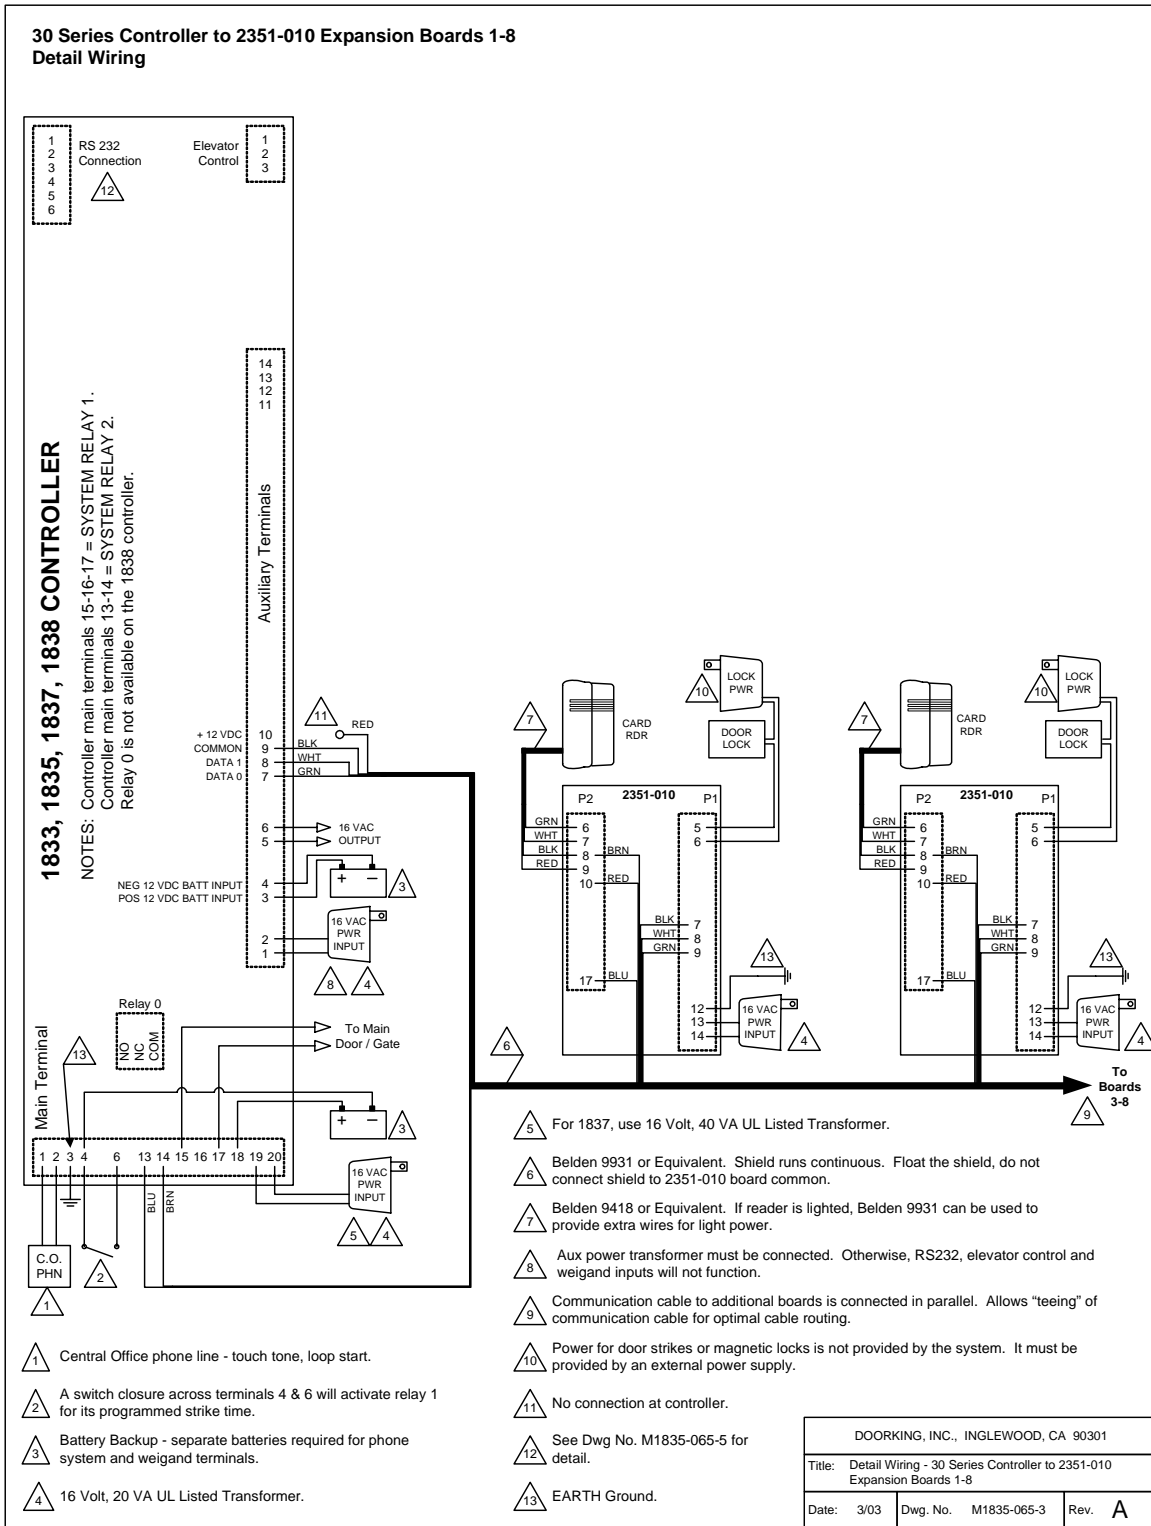 30 Series Controller to 2351-010 Expansion Boards 1-8
Detail Wiring
1
2
3
4
5
6
RS 232
Connection
12
Elevator
Control
1
2
3
1833, 1835, 1837, 1838 CONTROLLER
NOTES: Controller main terminals 15-16-17 = SYSTEM RELAY 1.
Controller main terminals 13-14 = SYSTEM RELAY 2.
Relay 0 is not available on the 1838 controller.
14
13
12
11
Auxiliary Terminals
+ 12 VDC 10
COMMON 9 BLK
DATA 1 8 WHT
DATA 0 7 GRN
11
RED
6 16 VAC
5 OUTPUT
NEG 12 VDC BATT INPUT 4
POS 12 VDC BATT INPUT 3
+ −
3
2
1
16 VAC
PWR
INPUT
8 4
Relay 0
NO
NC
COM
13
Main Terminal
To Main
Door / Gate
+ −
3
1 2 3 4 6 13 14 15 16 17 18 19 20
BLU
BRN
16 VAC
PWR
INPUT
5 4
C.O.
PHN
1
2
7
CARD
RDR
10
LOCK
PWR
DOOR
LOCK
P2 2351-010 P1
GRN 6
WHT 7
BLK 8 BRN
RED 9
10 RED
17 BLU
5
6
BLK 7
WHT 8
GRN 9
13
12
13
14
16 VAC
PWR
INPUT
4
6
7
CARD
RDR
10
LOCK
PWR
DOOR
LOCK
P2 2351-010 P1
GRN 6
WHT 7
BLK 8 BRN
RED 9
10 RED
17 BLU
5
6
BLK 7
WHT 8
GRN 9
13
12
13
14
16 VAC
PWR
INPUT
4
To
Boards
3-8
9
1 Central Office phone line - touch tone, loop start.
2 A switch closure across terminals 4 & 6 will activate relay 1
for its programmed strike time.
3 Battery Backup - separate batteries required for phone
system and weigand terminals.
4 16 Volt, 20 VA UL Listed Transformer.
5 For 1837, use 16 Volt, 40 VA UL Listed Transformer.
6 Belden 9931 or Equivalent. Shield runs continuous. Float the shield, do not
connect shield to 2351-010 board common.
7 Belden 9418 or Equivalent. If reader is lighted, Belden 9931 can be used to
provide extra wires for light power.
8 Aux power transformer must be connected. Otherwise, RS232, elevator control and
weigand inputs will not function.
9 Communication cable to additional boards is connected in parallel. Allows “teeing” of
communication cable for optimal cable routing.
10 Power for door strikes or magnetic locks is not provided by the system. It must be
provided by an external power supply.
11 No connection at controller.
12 See Dwg No. M1835-065-5 for
detail.
13 EARTH Ground.
DOORKING, INC., INGLEWOOD, CA 90301
Title: Detail Wiring - 30 Series Controller to 2351-010
Expansion Boards 1-8
Date: 3/03 Dwg. No. M1835-065-3 Rev. A